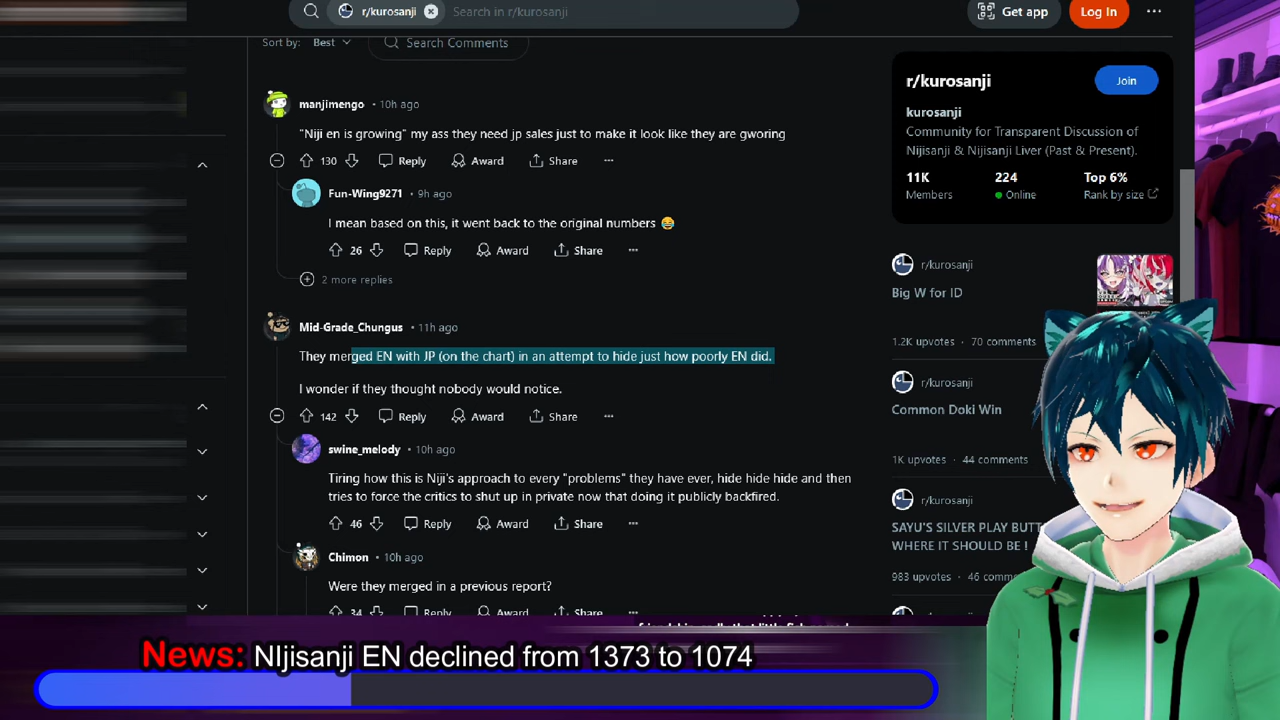 r/kurosanji
Search in r/kurosanji
Get app
Log In
Sort by: Best
Search Comments
manjimengo • 10h ago
"Niji en is growing" my ass they need jp sales just to make it look like they are gworing
130 Reply Award Share
Fun-Wing9271 • 9h ago
I mean based on this, it went back to the original numbers 😂
26 Reply Award Share
2 more replies
Mid-Grade_Chungus • 11h ago
They merged EN with JP (on the chart) in an attempt to hide just how poorly EN did.
I wonder if they thought nobody would notice.
142 Reply Award Share
swine_melody • 10h ago
Tiring how this is Niji's approach to every "problems" they have ever, hide hide hide and then
tries to force the critics to shut up in private now that doing it publicly backfired.
46 Reply Award Share
Chimon • 10h ago
Were they merged in a previous report?
34 Reply Award Share
r/kurosanji
Join
kurosanji
Community for Transparent Discussion of
Nijisanji & Nijisanji Liver (Past & Present).
11K 224 Top 6%
Members Online Rank by size
r/kurosanji
Big W for ID
1.2K upvotes • 70 comments
r/kurosanji
Common Doki Win
1K upvotes • 44 comments
r/kurosanji
SAYU'S SILVER PLAY
WHERE IT SHOULD BE !
983 upvotes • 46
News: NIjisanji EN declined from 1373 to 1074